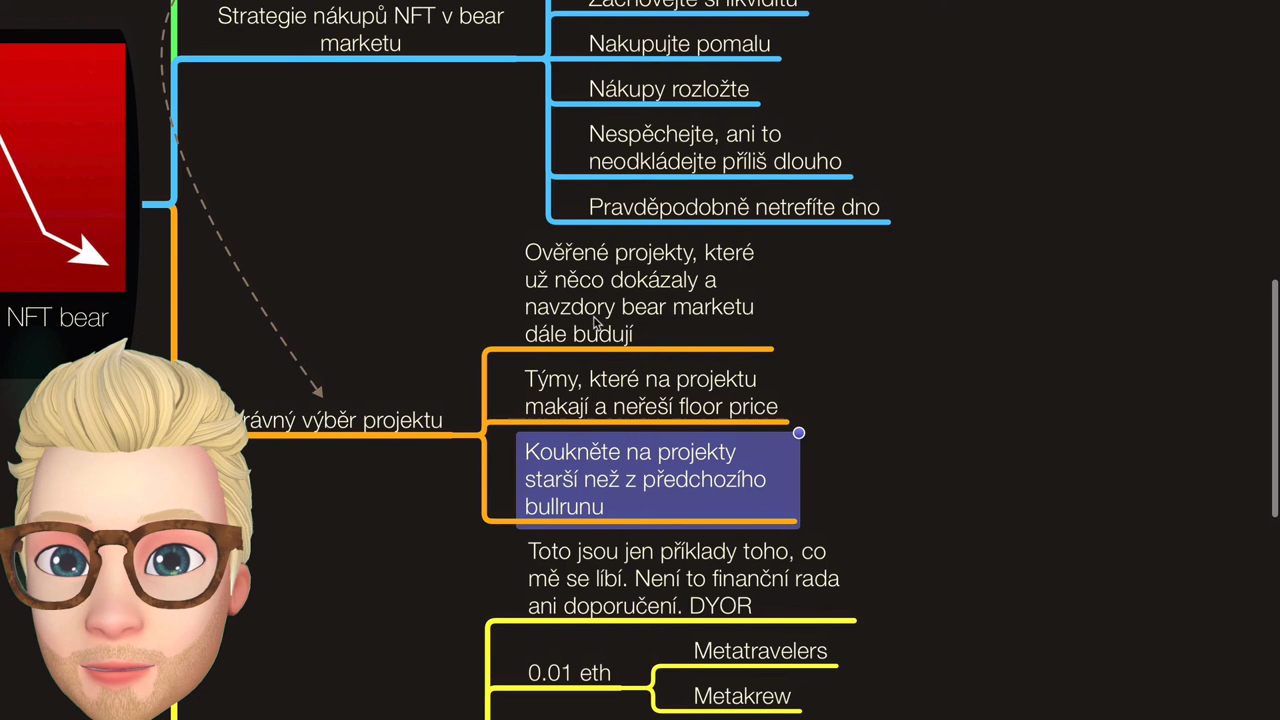 Strategie nákupů NFT v bear
marketu
Zachovejte si likviditu
Nakupujte pomalu
Nákupy rozložte
Nespěchejte, ani to
neodkládejte příliš dlouho
Pravděpodobně netrefíte dno
NFT bear
Ověřené projekty, které
už něco dokázaly a
navzdory bear marketu
dále budují
rávný výběr projektu
Týmy, které na projektu
makají a neřeší floor price
Koukněte na projekty
starší než z předchozího
bullrunu
Toto jsou jen příklady toho, co
mě se líbí. Není to finanční rada
ani doporučení. DYOR
0.01 eth
Metatravelers
Metakrew